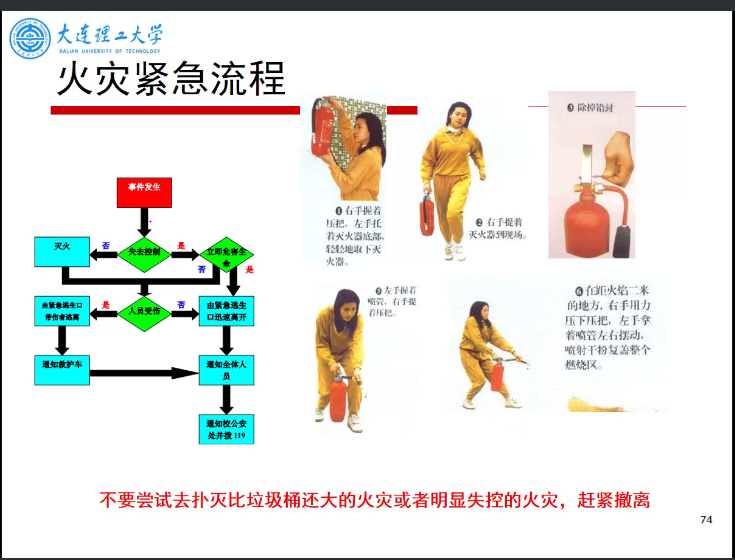 大连理工大学
DALIAN UNIVERSITY OF TECHNOLOGY
火灾紧急流程
事件发生
失去控制
否
是
灭火
立即危害生
命
否
是
人员受伤
是
否
由紧急逃生口
带伤者逃离
由紧急逃生
口迅速离开
通知救护车
通知全体人
员
通知校公安
处并拨 119
❶右手握着
压把，左手托
着灭火器底部，
轻轻地取下灭
火器。
❷ 右手提着
灭火器到现场。
❸ 除掉铅封
左手握着
喷管，右手提
着压把。
❻在距火焰二米
的地方，右手用力
压下压把，左手拿
着喷管左右摆动，
喷射干粉复盖整个
燃烧区。
不要尝试去扑灭比垃圾桶还大的火灾或者明显失控的火灾，赶紧撤离
74